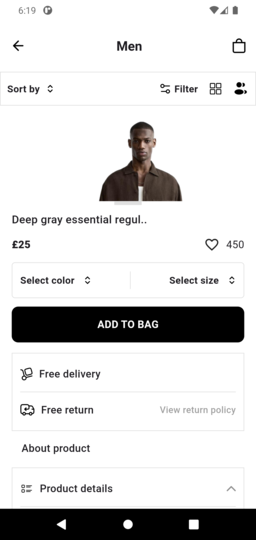 6:19
Men
Sort by
Filter
Deep gray essential regul..
£25
450
Select color
Select size
ADD TO BAG
Free delivery
Free return
View return policy
About product
Product details